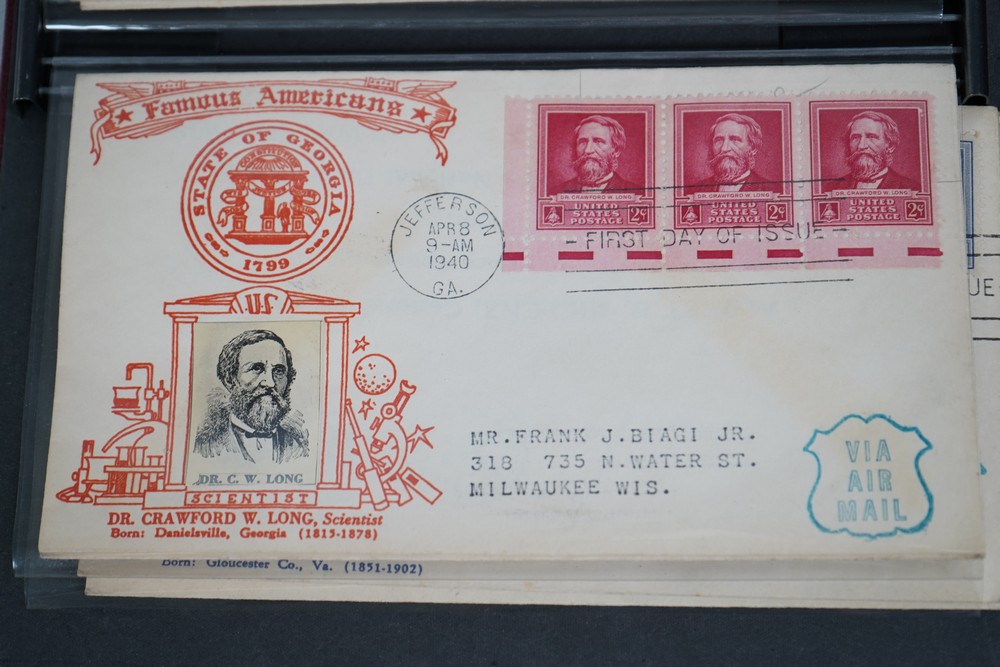 Famous Americans
STATE OF GEORGIA
CONSTITUTION
1799
JEFFERSON
APR 8
9-AM
1940
GA.
DR. CRAWFORD W. LONG
UNITED
STATES
POSTAGE 2¢
DR. CRAWFORD W. LONG
UNITED
STATES
POSTAGE 2¢
DR. CRAWFORD W. LONG
UNITED
STATES
POSTAGE 2¢
- FIRST DAY OF ISSUE -
UE
DR. C. W. LONG
SCIENTIST
DR. CRAWFORD W. LONG, Scientist
Born: Danielsville, Georgia (1815-1878)
MR.FRANK J.BIAGI JR.
318 735 N.WATER ST.
MILWAUKEE WIS.
VIA
AIR
MAIL
Born: Gloucester Co., Va. (1851-1902)